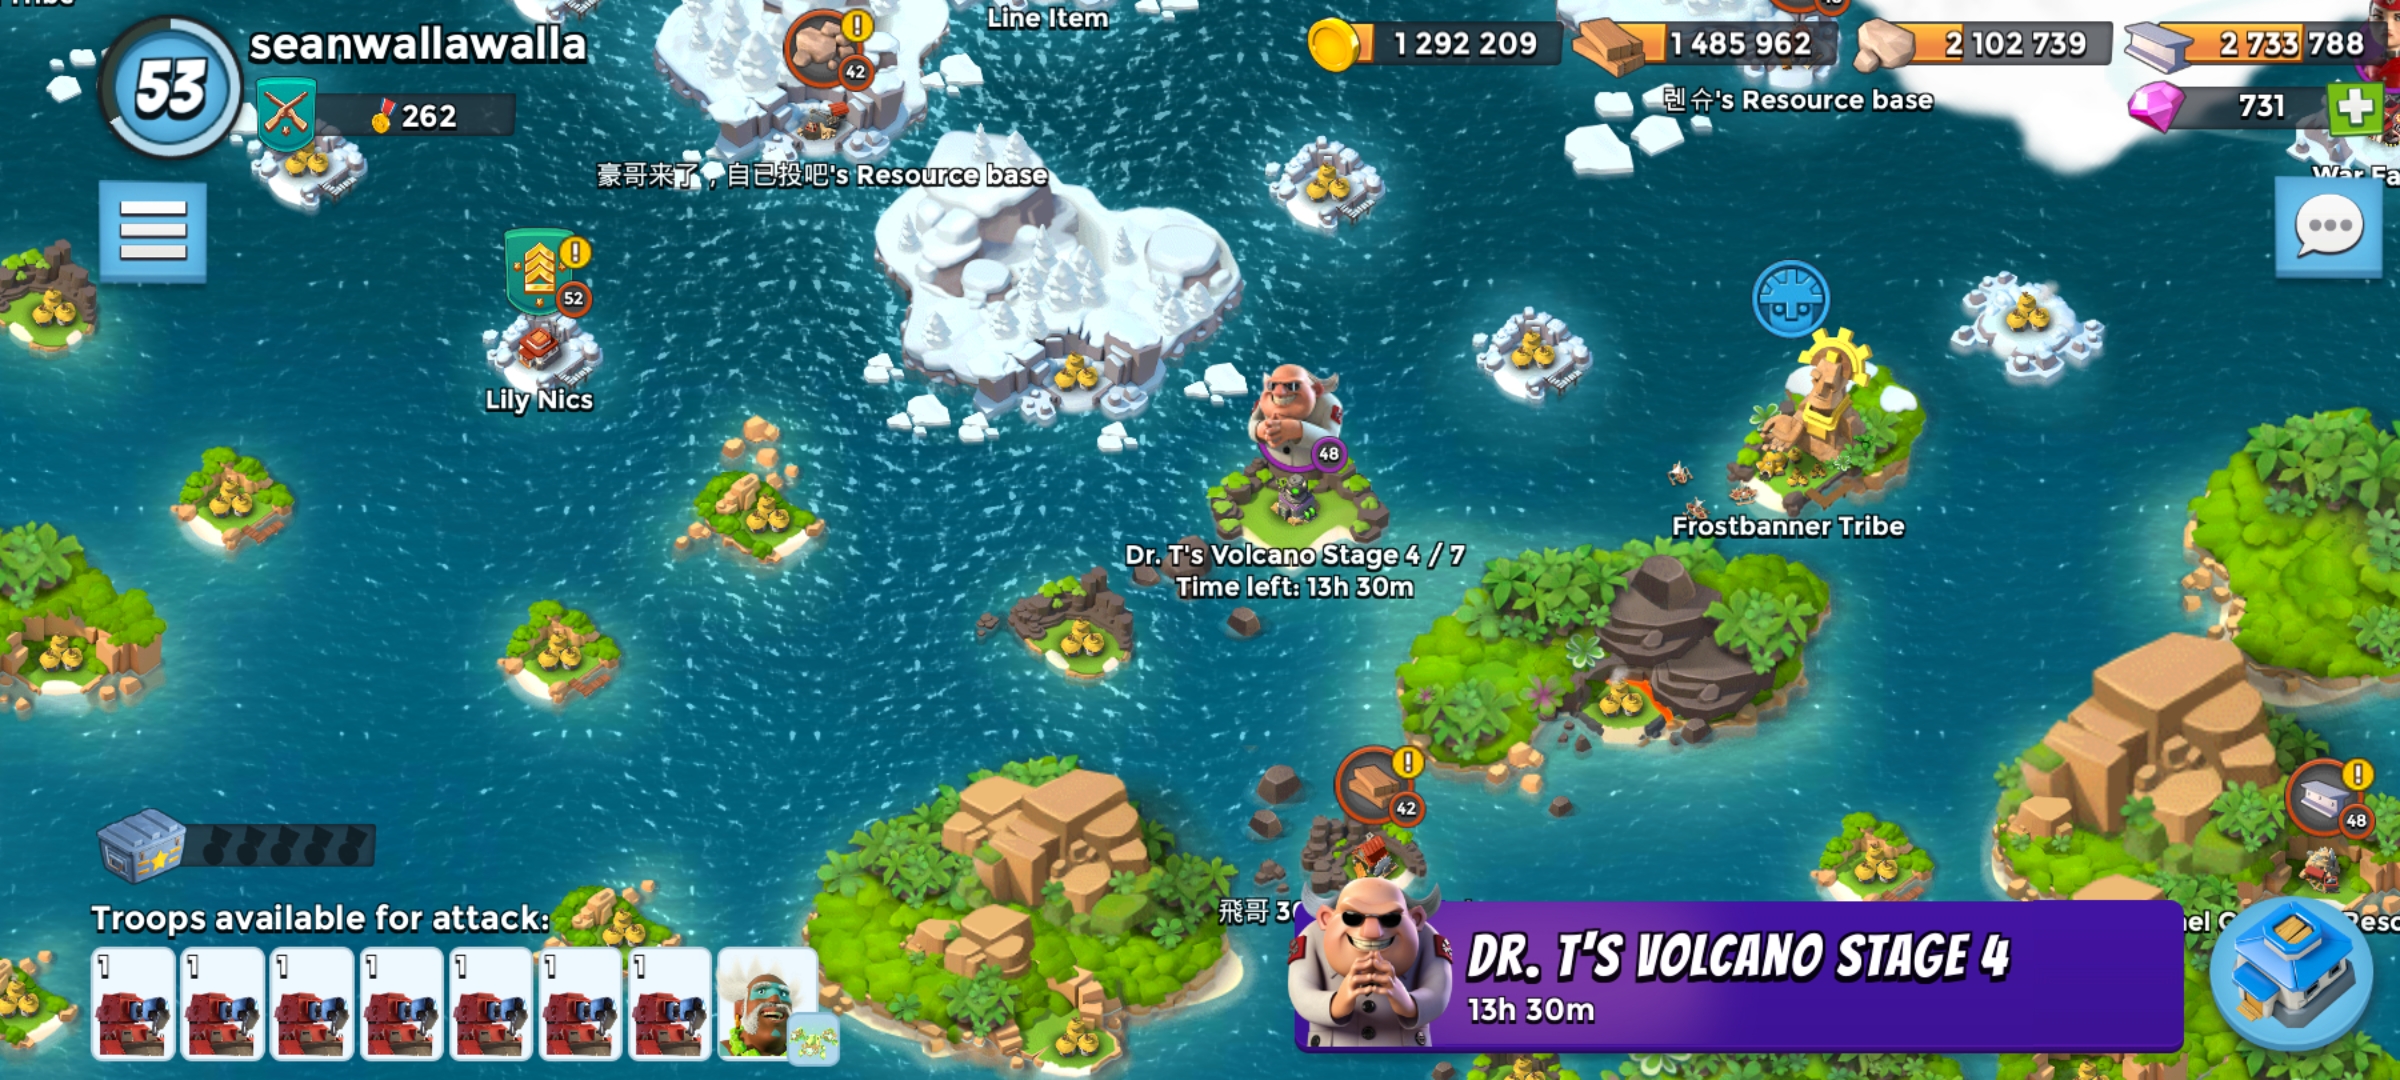 Line Item
53
seanwallawalla
262
42
1 292 209
1 485 962
2 102 739
2 733 788
렌슈's Resource base
731
豪哥来了，自已投吧's Resource base
52
Lily Nics
48
Dr. T's Volcano Stage 4 / 7
Time left: 13h 30m
Frostbanner Tribe
42
48
飛哥
Troops available for attack:
1
1
1
1
1
1
1
DR. T'S VOLCANO STAGE 4
13h 30m